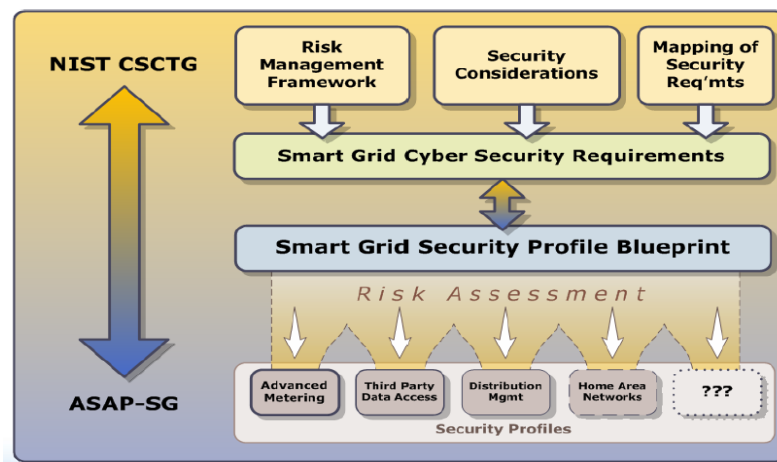 NIST CSCTG
Risk
Management
Framework
Security
Considerations
Mapping of
Security
Req'mts
Smart Grid Cyber Security Requirements
Smart Grid Security Profile Blueprint
Risk Assessment
Advanced
Metering
Third Party
Data Access
Distribution
Mgmt
Home Area
Networks
???
ASAP-SG
Security Profiles